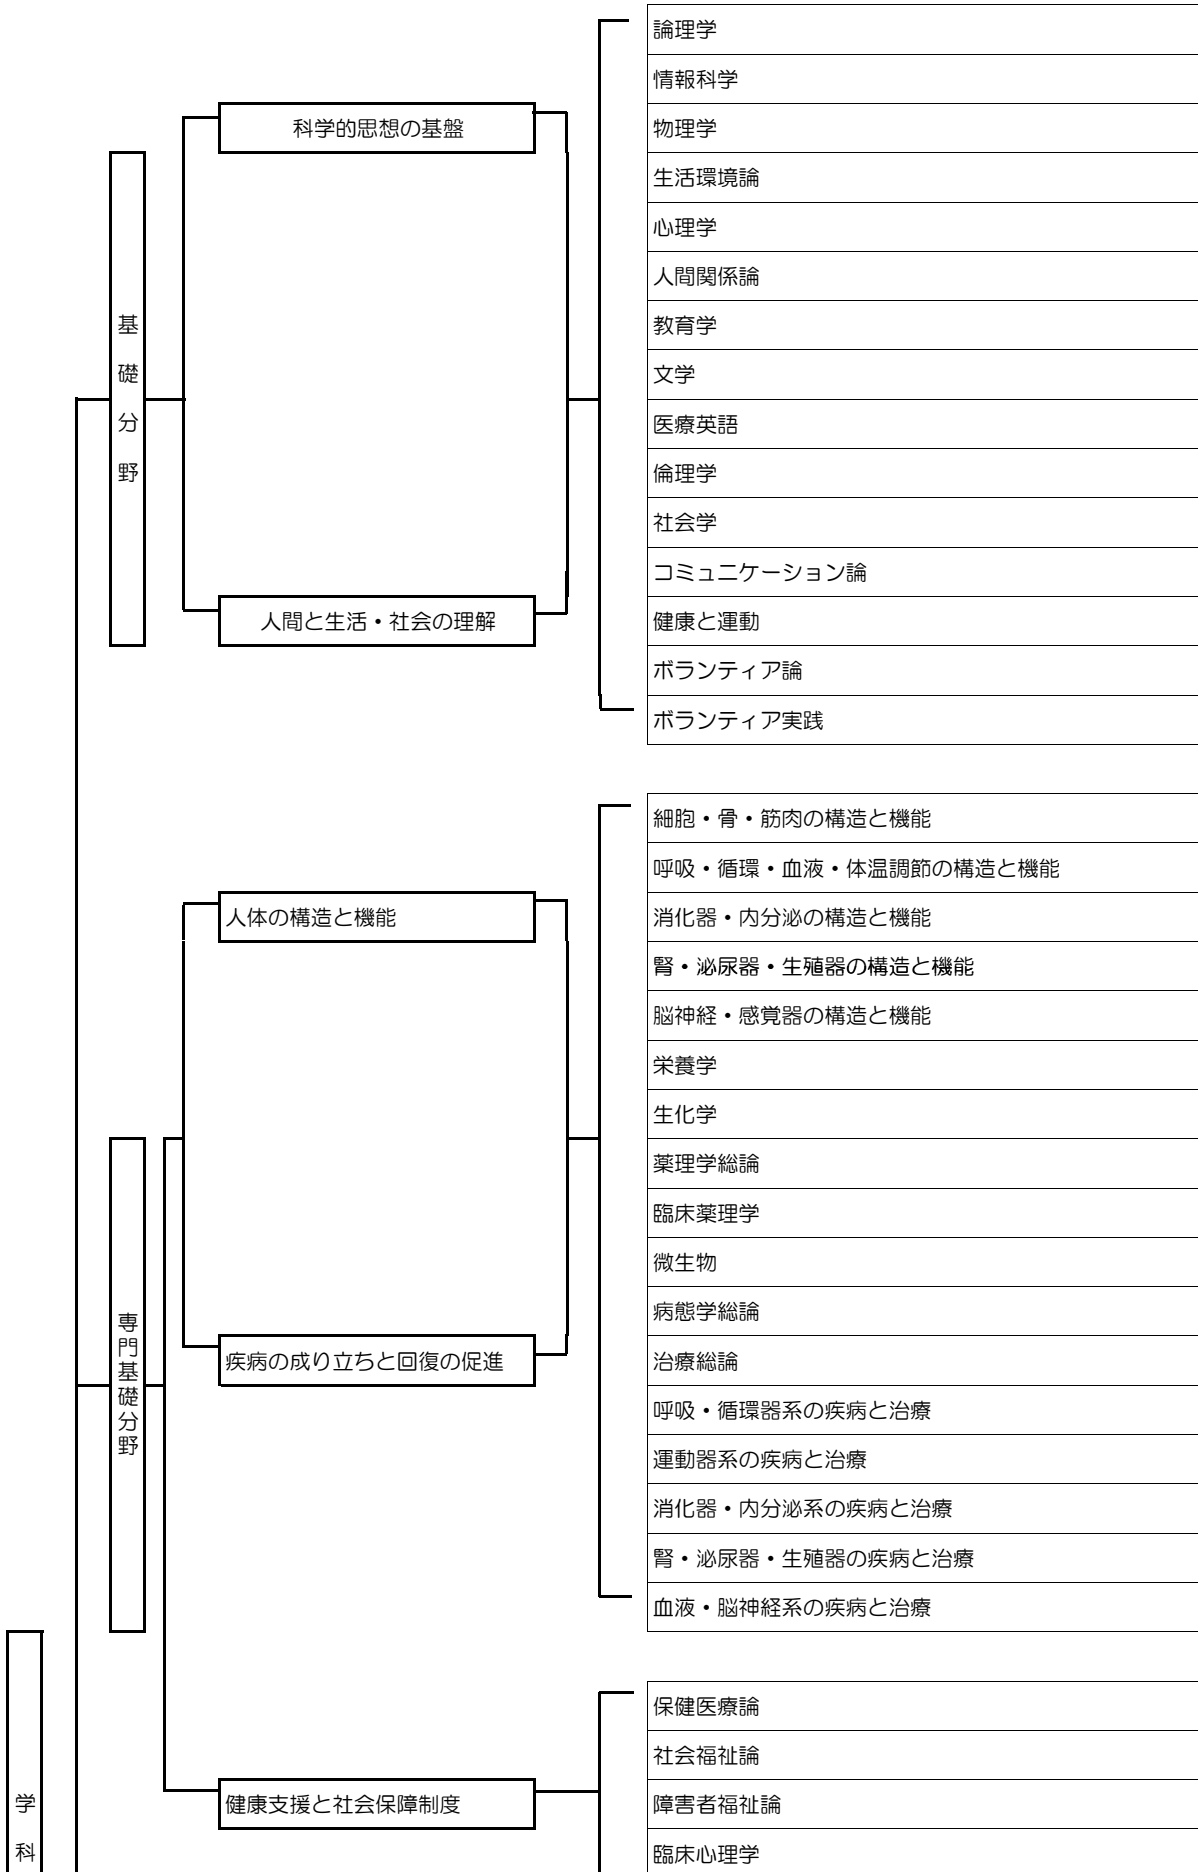 学科
基礎分野
科学的思想の基盤
人間と生活・社会の理解
論理学
情報科学
物理学
生活環境論
心理学
人間関係論
教育学
文学
医療英語
倫理学
社会学
コミュニケーション論
健康と運動
ボランティア論
ボランティア実践
専門基礎分野
人体の構造と機能
疾病の成り立ちと回復の促進
細胞・骨・筋肉の構造と機能
呼吸・循環・血液・体温調節の構造と機能
消化器・内分泌の構造と機能
腎・泌尿器・生殖器の構造と機能
脳神経・感覚器の構造と機能
栄養学
生化学
薬理学総論
臨床薬理学
微生物
病態学総論
治療総論
呼吸・循環器系の疾病と治療
運動器系の疾病と治療
消化器・内分泌系の疾病と治療
腎・泌尿器・生殖器の疾病と治療
血液・脳神経系の疾病と治療
健康支援と社会保障制度
保健医療論
社会福祉論
障害者福祉論
臨床心理学